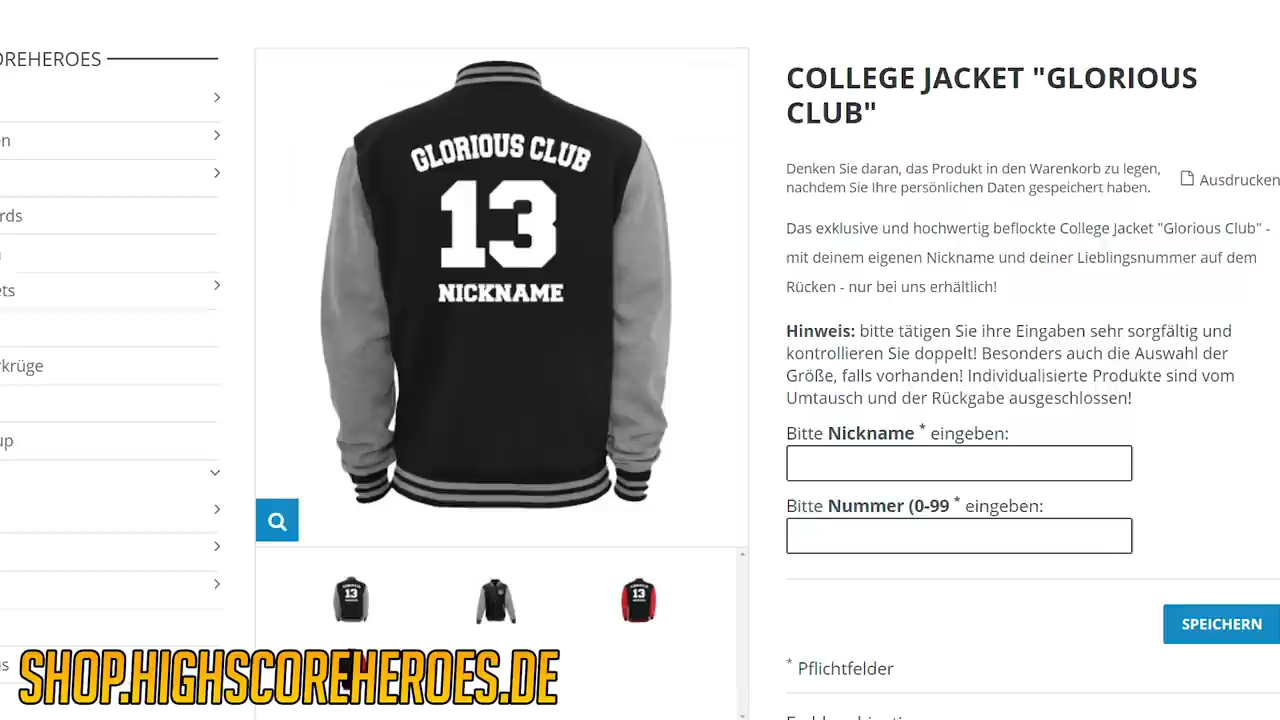 OREHEROES
n
rds
ets
rkrüge
up
s
GLORIOUS CLUB
13
NICKNAME
COLLEGE JACKET "GLORIOUS
CLUB"
Denken Sie daran, das Produkt in den Warenkorb zu legen,
nachdem Sie Ihre persönlichen Daten gespeichert haben.
Ausdrucken
Das exklusive und hochwertig beflockte College Jacket "Glorious Club" -
mit deinem eigenen Nickname und deiner Lieblingsnummer auf dem
Rücken - nur bei uns erhältlich!
Hinweis: bitte tätigen Sie ihre Eingaben sehr sorgfältig und
kontrollieren Sie doppelt! Besonders auch die Auswahl der
Größe, falls vorhanden! Individualisierte Produkte sind vom
Umtausch und der Rückgabe ausgeschlossen!
Bitte Nickname * eingeben:
Bitte Nummer (0-99 * eingeben:
SPEICHERN
* Pflichtfelder
13
13
SHOP.HIGHSCOREHEROES.DE